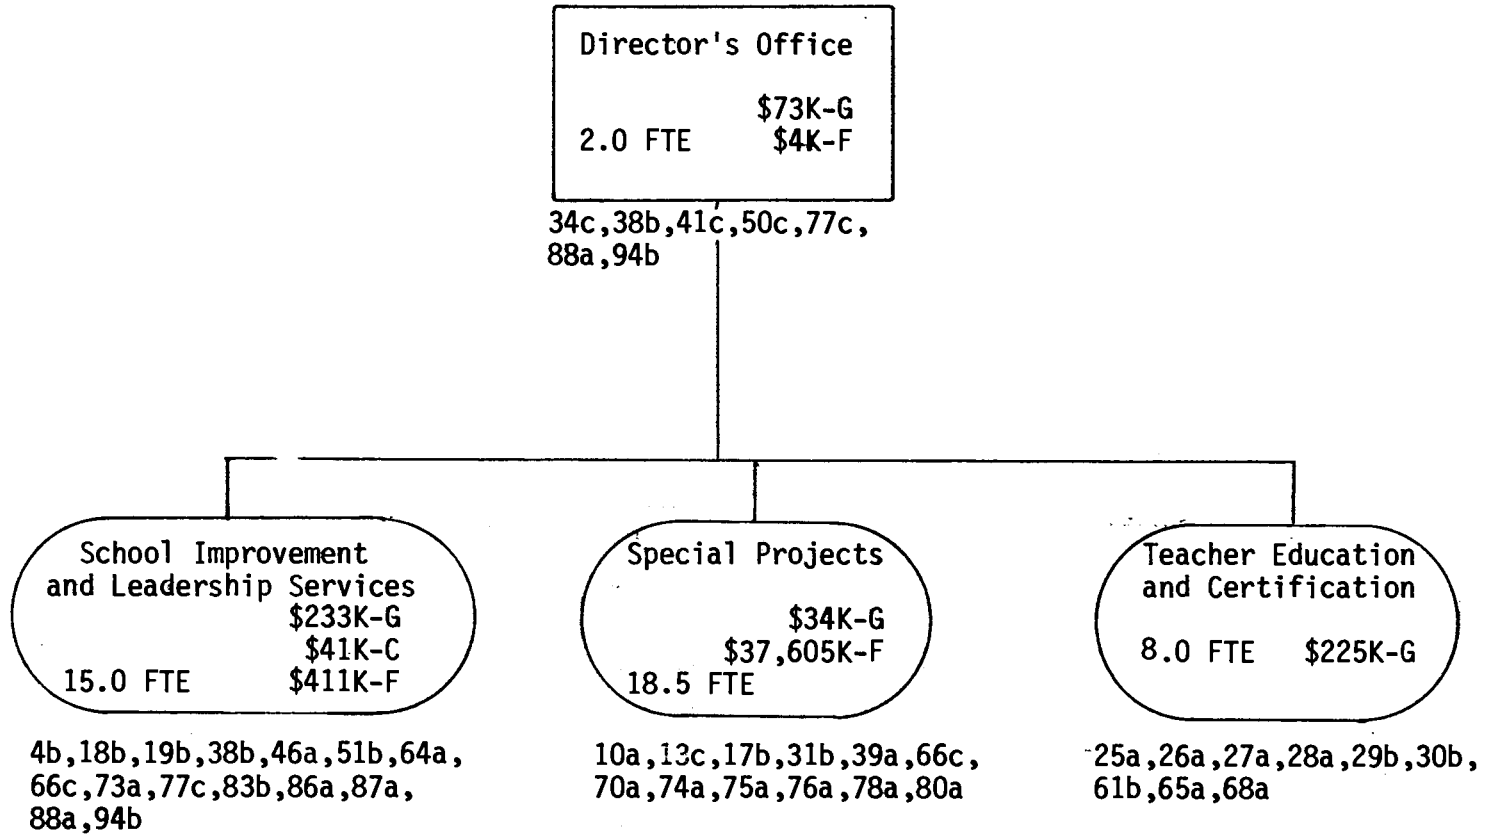 Director's Office
$73K-G
2.0 FTE $4K-F
34c,38b,41c,50c,77c,
88a,94b
School Improvement
and Leadership Services
$233K-G
$41K-C
15.0 FTE $411K-F
4b,18b,19b,38b,46a,51b,64a,
66c,73a,77c,83b,86a,87a,
88a,94b
Special Projects
$34K-G
$37,605K-F
18.5 FTE
10a,13c,17b,31b,39a,66c,
70a,74a,75a,76a,78a,80a
Teacher Education
and Certification
8.0 FTE $225K-G
25a,26a,27a,28a,29b,30b,
61b,65a,68a